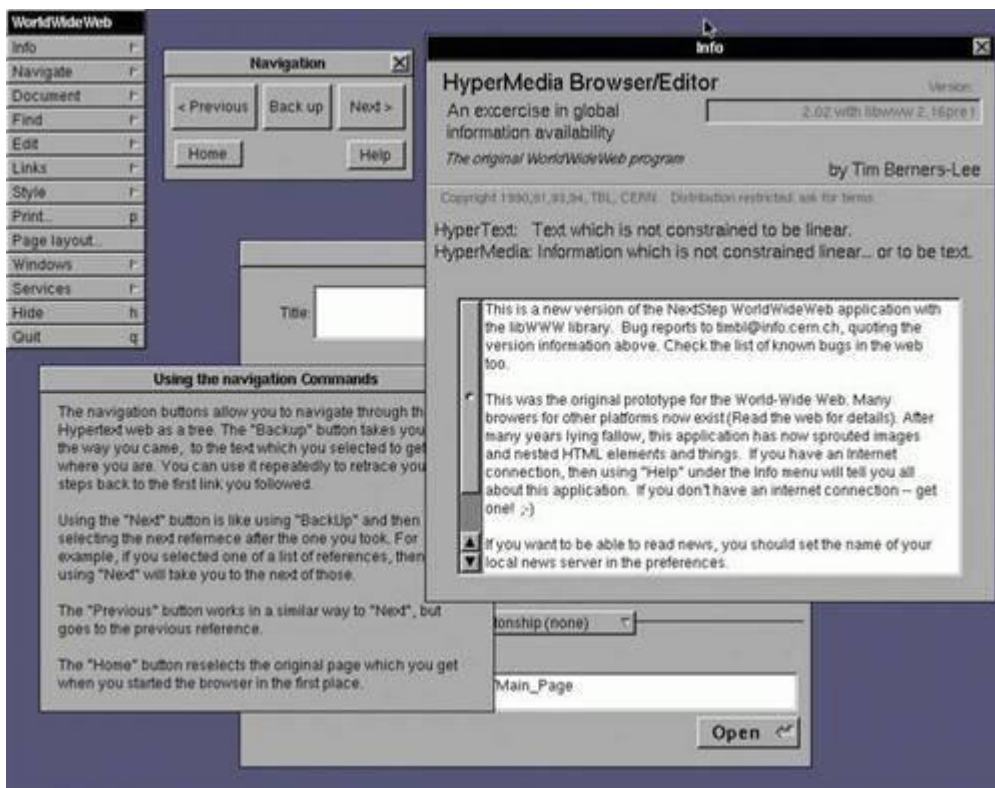 WorldWideWeb
Info
Navigate
Document
Find
Edit
Links
Style
Print... p
Page layout...
Windows
Services
Hide h
Quit q
Navigation
< Previous
Back up
Next >
Home
Help
Info
HyperMedia Browser/Editor
Version:
An excercise in global
information availability
2.02 with libwww 2.16pre1
The original WorldWideWeb program
by Tim Berners-Lee
Copyright 1990,91,93,94, TBL, CERN. Distribution restricted: ask for terms.
HyperText: Text which is not constrained to be linear.
HyperMedia: Information which is not constrained linear... or to be text.
This is a new version of the NextStep WorldWideWeb application with
the libWWW library. Bug reports to timbl@info.cern.ch, quoting the
version information above. Check the list of known bugs in the web
too.
This was the original prototype for the World-Wide Web. Many
browers for other platforms now exist (Read the web for details). After
many years lying fallow, this application has now sprouted images
and nested HTML elements and things. If you have an Internet
connection, then using "Help" under the Info menu will tell you all
about this application. If you don't have an internet connection -- get
one! ;-)
If you want to be able to read news, you should set the name of your
local news server in the preferences.
Title:
Using the navigation Commands
The navigation buttons allow you to navigate through th
Hypertext web as a tree. The "Backup" button takes you
the way you came, to the text which you selected to get
where you are. You can use it repeatedly to retrace you
steps back to the first link you followed.
Using the "Next" button is like using "BackUp" and then
selecting the next refernece after the one you took. For
example, if you selected one of a list of references, then
using "Next" will take you to the next of those.
The "Previous" button works in a similar way to "Next", but
goes to the previous reference.
The "Home" button reselects the original page which you get
when you started the browser in the first place.
tionship (none)
/Main_Page
Open